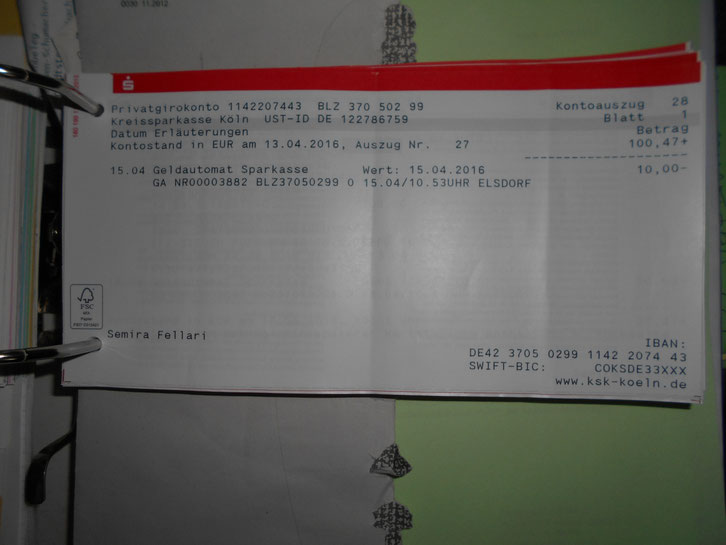 0030 11.2012
Privatgirokonto 1142207443 BLZ 370 502 99 Kontoauszug 28
Kreissparkasse Köln UST-ID DE 122786759 Blatt 1
Datum Erläuterungen Betrag
Kontostand in EUR am 13.04.2016, Auszug Nr. 27 100,47+
15.04 Geldautomat Sparkasse Wert: 15.04.2016 10,00-
GA NR00003882 BLZ37050299 0 15.04/10.53UHR ELSDORF
FSC
Semira Fellari
IBAN:
DE42 3705 0299 1142 2074 43
SWIFT-BIC: COKSDE33XXX
www.ksk-koeln.de